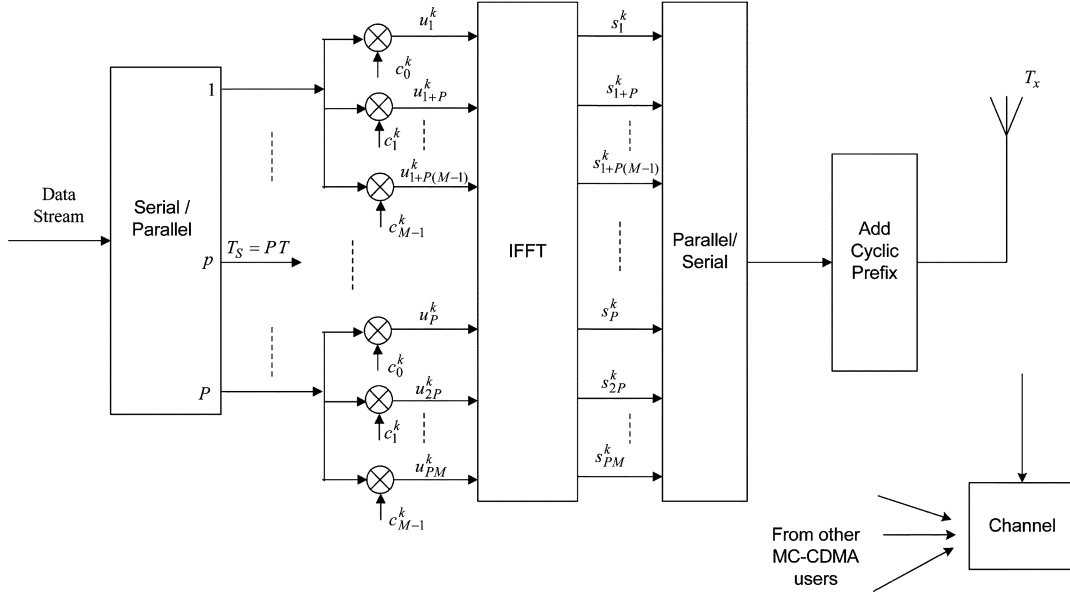 Data
Stream
Serial /
Parallel
1
p
T_S = P T
P
c_0^k
c_1^k
c_{M-1}^k
c_0^k
c_1^k
c_{M-1}^k
u_1^k
u_{1+P}^k
u_{1+P(M-1)}^k
u_P^k
u_{2P}^k
u_{PM}^k
IFFT
s_1^k
s_{1+P}^k
s_{1+P(M-1)}^k
s_P^k
s_{2P}^k
s_{PM}^k
Parallel/
Serial
Add
Cyclic
Prefix
T_x
Channel
From other
MC-CDMA
users